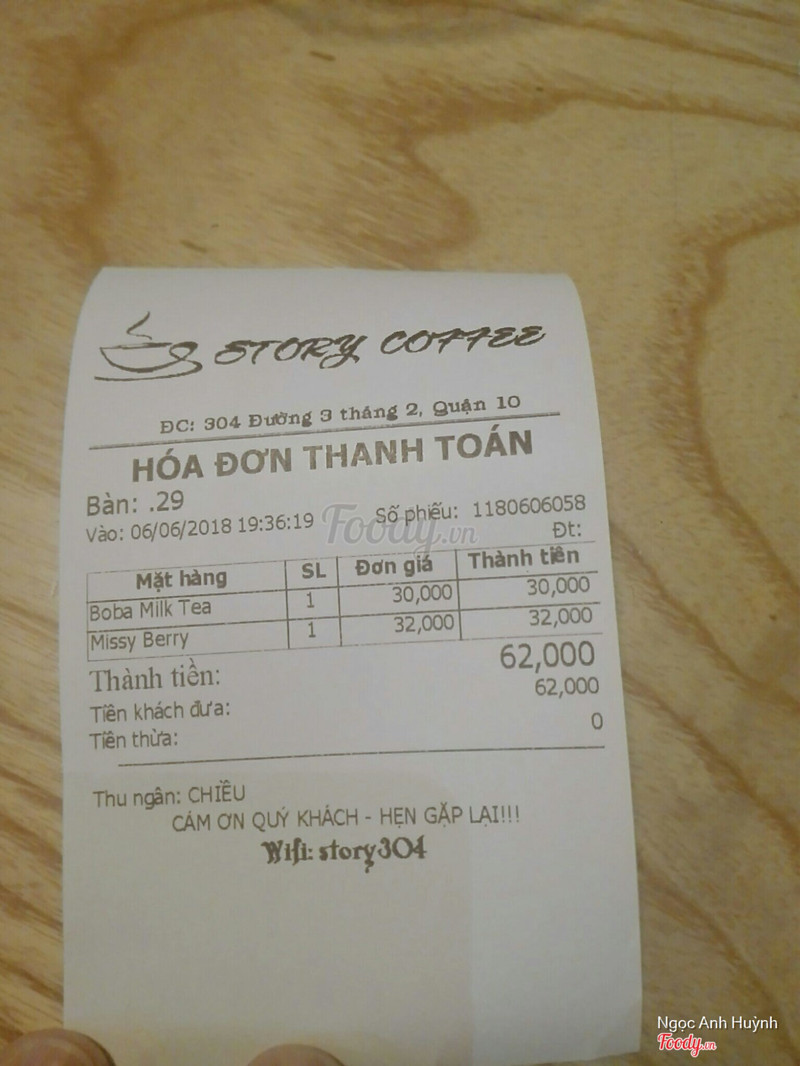 STORY COFFEE
ĐC: 304 Đường 3 tháng 2, Quận 10
HÓA ĐƠN THANH TOÁN
Bàn: .29
Vào: 06/06/2018 19:36:19 Số phiếu: 1180606058
Đt:
Foody.vn
Mặt hàng SL Đơn giá Thành tiền
Boba Milk Tea 1 30,000 30,000
Missy Berry 1 32,000 32,000
Thành tiền: 62,000
Tiền khách đưa: 62,000
Tiền thừa: 0
Thu ngân: CHIỀU
CÁM ƠN QUÝ KHÁCH - HẸN GẶP LẠI!!!
Wifi: story304
Ngọc Anh Huỳnh
Foody.vn